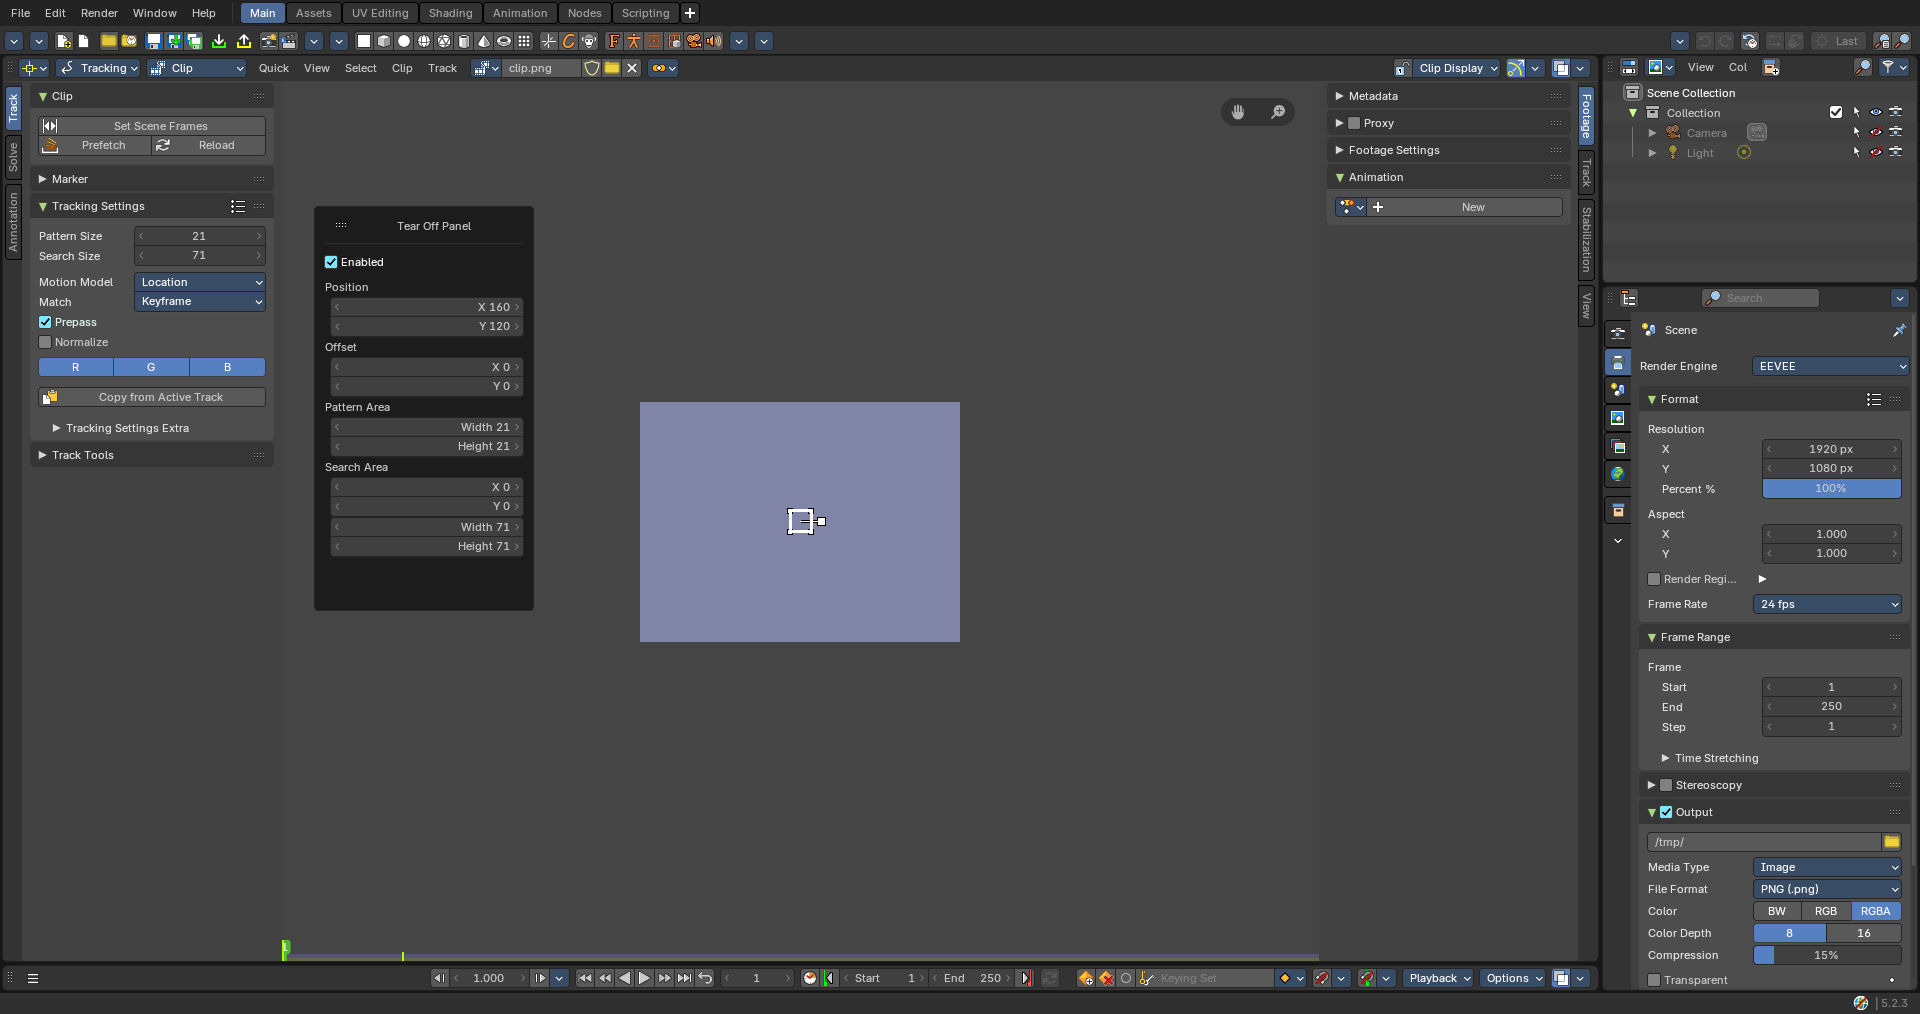 File Edit Render Window Help Main Assets UV Editing Shading Animation Nodes Scripting
Last
Tracking Clip Quick View Select Clip Track clip.png Clip Display
View Col
Track
Solve
Annotation
Clip
Set Scene Frames
Prefetch Reload
Marker
Tracking Settings
Pattern Size 21
Search Size 71
Motion Model Location
Match Keyframe
Prepass
Normalize
R G B
Copy from Active Track
Tracking Settings Extra
Track Tools
Tear Off Panel
Enabled
Position
X 160
Y 120
Offset
X 0
Y 0
Pattern Area
Width 21
Height 21
Search Area
X 0
Y 0
Width 71
Height 71
Metadata
Proxy
Footage Settings
Animation
New
Footage
Track
Stabilization
View
Scene Collection
Collection
Camera
Light
Search
Scene
Render Engine EEVEE
Format
Resolution
X 1920 px
Y 1080 px
Percent % 100%
Aspect
X 1.000
Y 1.000
Render Regi...
Frame Rate 24 fps
Frame Range
Frame
Start 1
End 250
Step 1
Time Stretching
Stereoscopy
Output
/tmp/
Media Type Image
File Format PNG (.png)
Color BW RGB RGBA
Color Depth 8 16
Compression 15%
Transparent
1
1.000 1 Start 1 End 250 Keying Set Playback Options
5.2.3